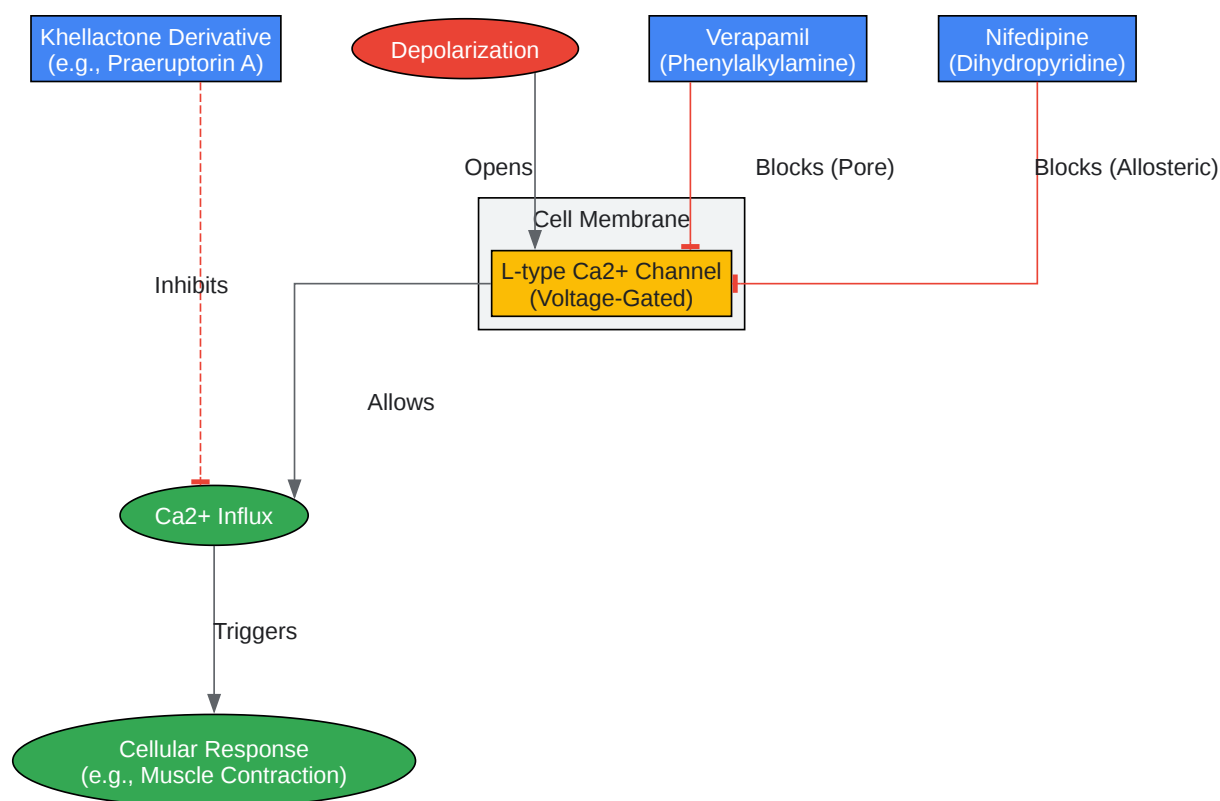 Khellactone Derivative
(e.g., Praeruptorin A)
Depolarization
Verapamil
(Phenylalkylamine)
Nifedipine
(Dihydropyridine)
Opens
Blocks (Pore)
Blocks (Allosteric)
Cell Membrane
L-type Ca2+ Channel
(Voltage-Gated)
Inhibits
Allows
Ca2+ Influx
Triggers
Cellular Response
(e.g., Muscle Contraction)